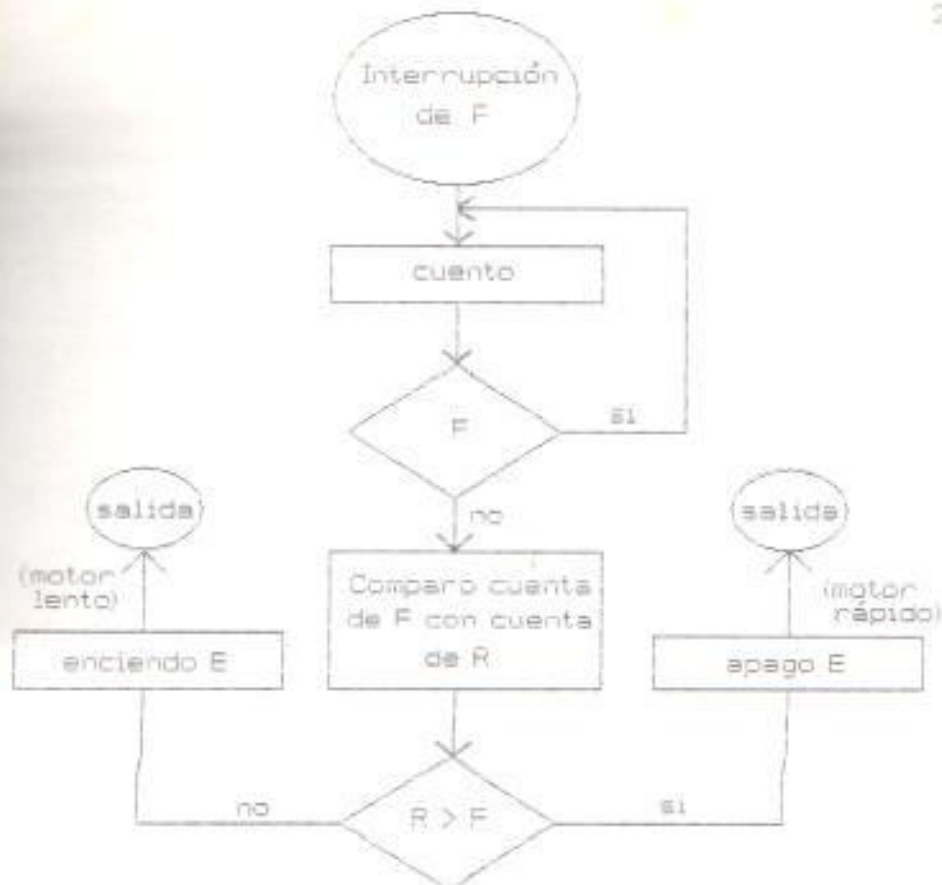 2
Interrupción
de F
cuento
F
si
salida
salida
no
(motor
lento)
Comparo cuenta
de F con cuenta
de R
(motor
rápido)
enciendo E
apago E
no
R > F
si